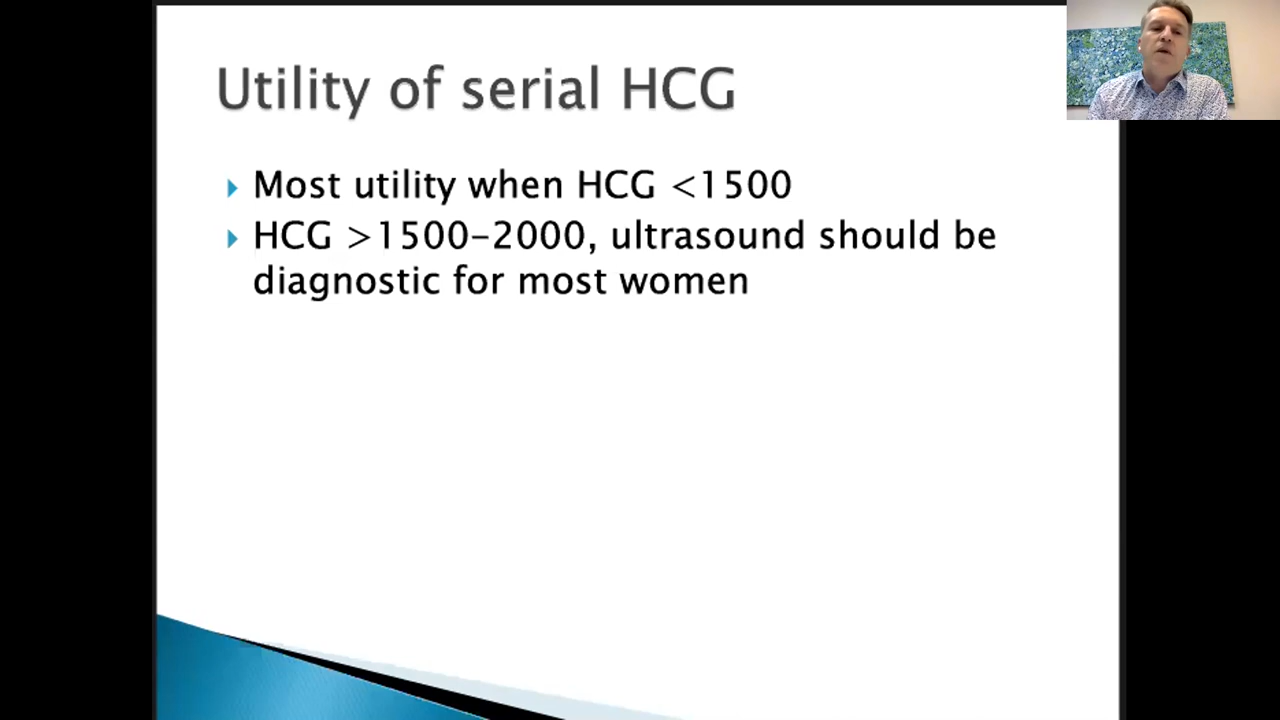 Utility of serial HCG
Most utility when HCG <1500
HCG >1500-2000, ultrasound should be
diagnostic for most women